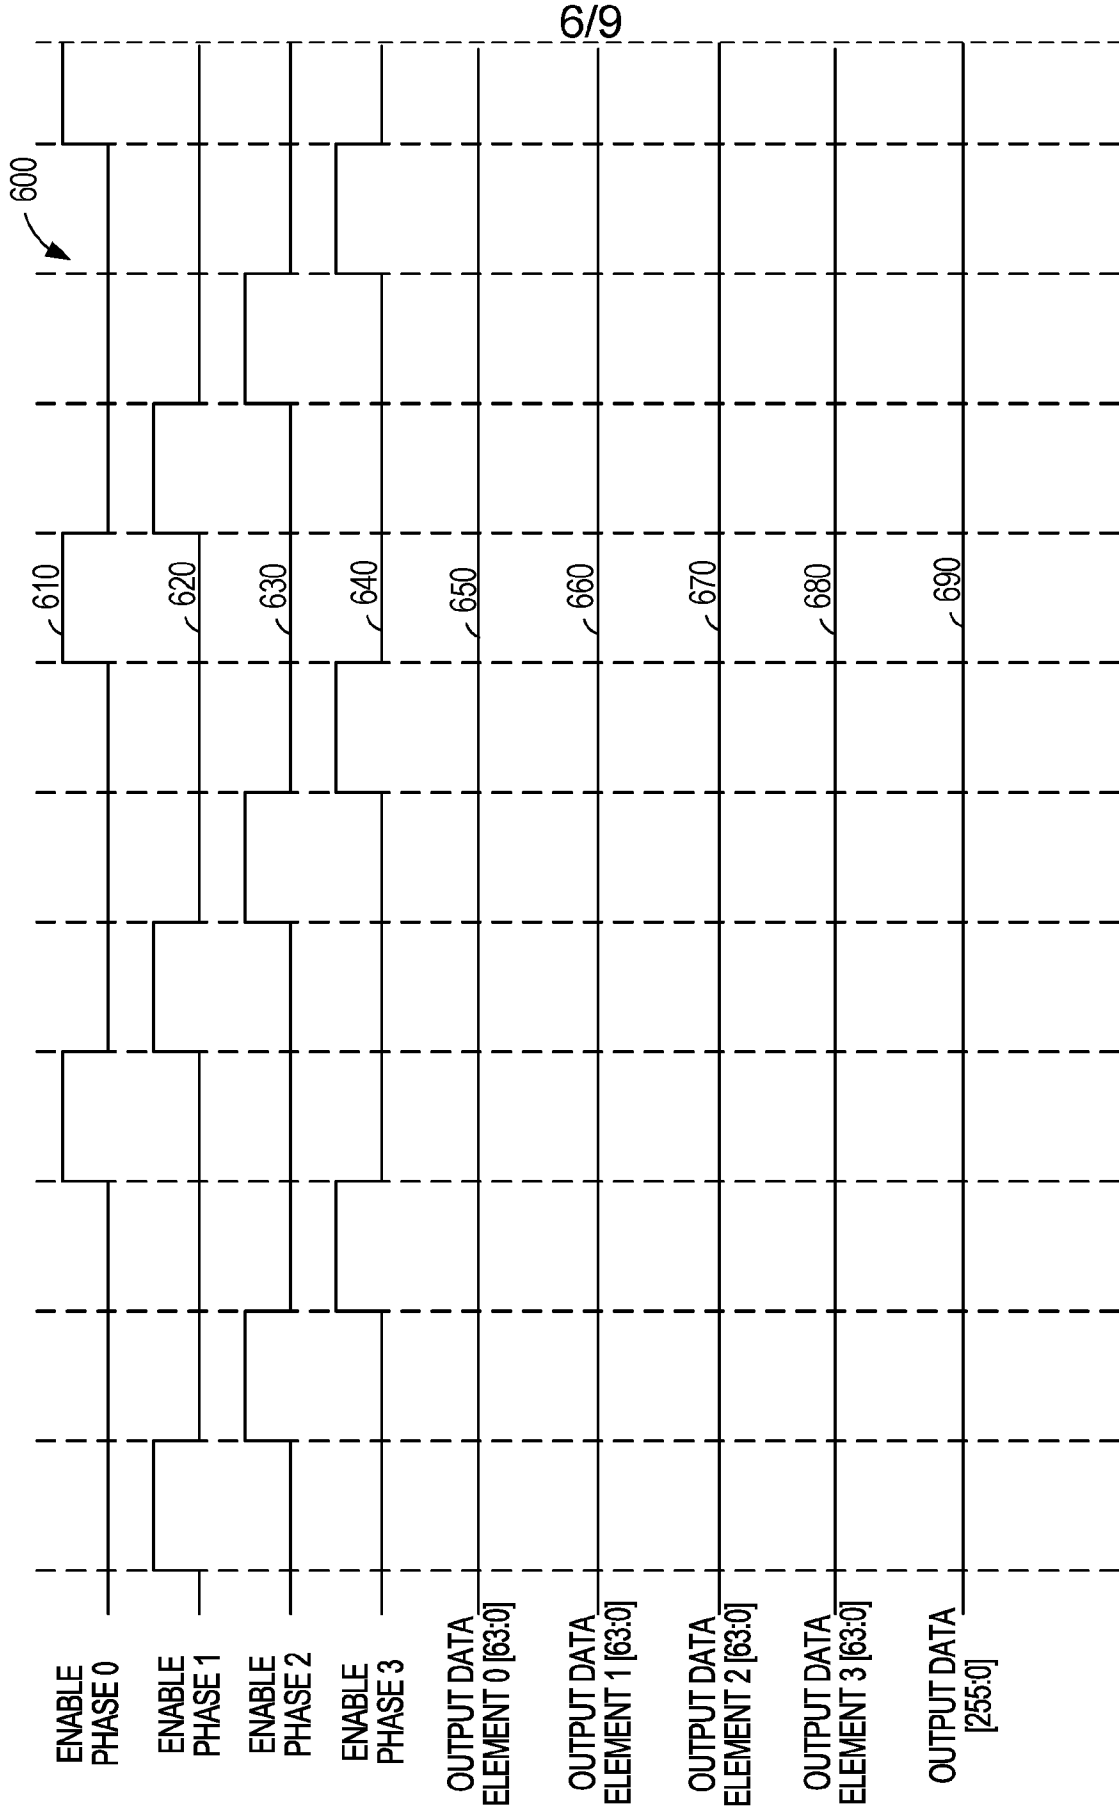 6/9
600
ENABLE
PHASE 0
610
ENABLE
PHASE 1
620
ENABLE
PHASE 2
630
ENABLE
PHASE 3
640
OUTPUT DATA
ELEMENT 0 [63:0]
650
OUTPUT DATA
ELEMENT 1 [63:0]
660
OUTPUT DATA
ELEMENT 2 [63:0]
670
OUTPUT DATA
ELEMENT 3 [63:0]
680
OUTPUT DATA
[255:0]
690